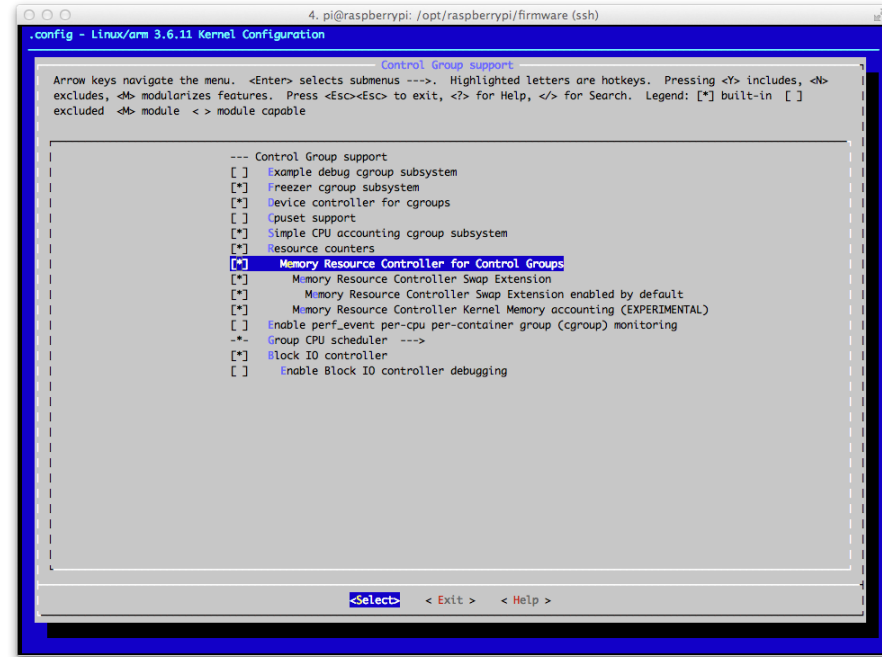 4. pi@raspberrypi: /opt/raspberrypi/firmware (ssh)
.config - Linux/arm 3.6.11 Kernel Configuration
Control Group support
Arrow keys navigate the menu.  <Enter> selects submenus --->.  Highlighted letters are hotkeys.  Pressing <Y> includes, <N>
excludes, <M> modularizes features.  Press <Esc><Esc> to exit, <?> for Help, </> for Search.  Legend: [*] built-in  [ ]
excluded  <M> module  < > module capable
--- Control Group support
[ ]   Example debug cgroup subsystem
[*]   Freezer cgroup subsystem
[*]   Device controller for cgroups
[ ]   Cpuset support
[*]   Simple CPU accounting cgroup subsystem
[*]   Resource counters
[*]     Memory Resource Controller for Control Groups
[*]       Memory Resource Controller Swap Extension
[*]         Memory Resource Controller Swap Extension enabled by default
[*]       Memory Resource Controller Kernel Memory accounting (EXPERIMENTAL)
[ ]   Enable perf_event per-cpu per-container group (cgroup) monitoring
-*-   Group CPU scheduler  --->
[*]   Block IO controller
[ ]     Enable Block IO controller debugging
<Select>    < Exit >    < Help >